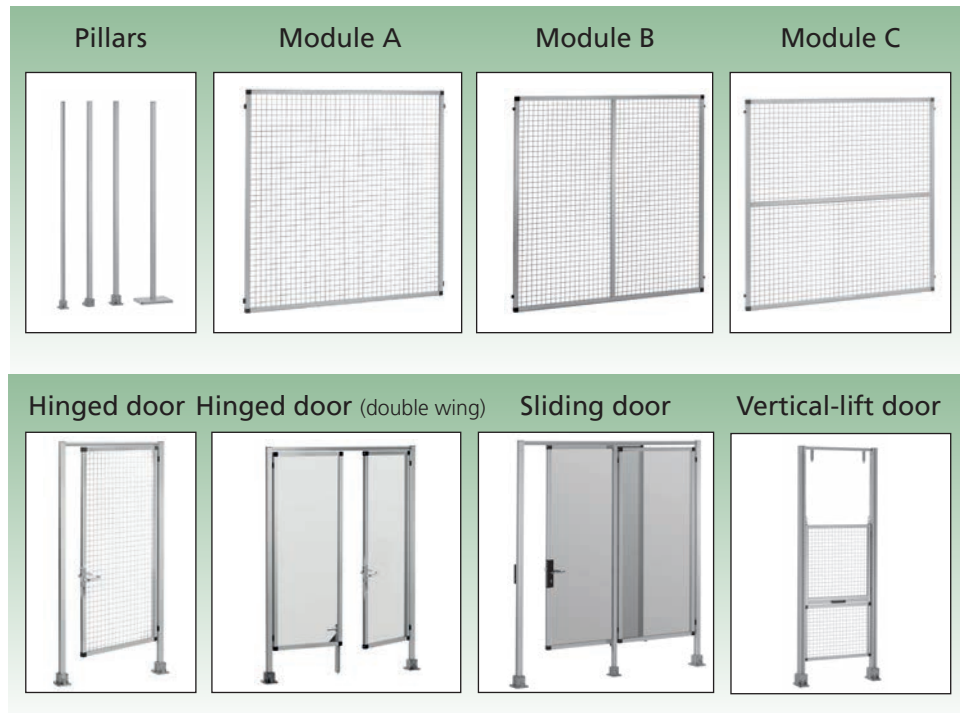 Pillars
Module A
Module B
Module C
Hinged door
Hinged door (double wing)
Sliding door
Vertical-lift door